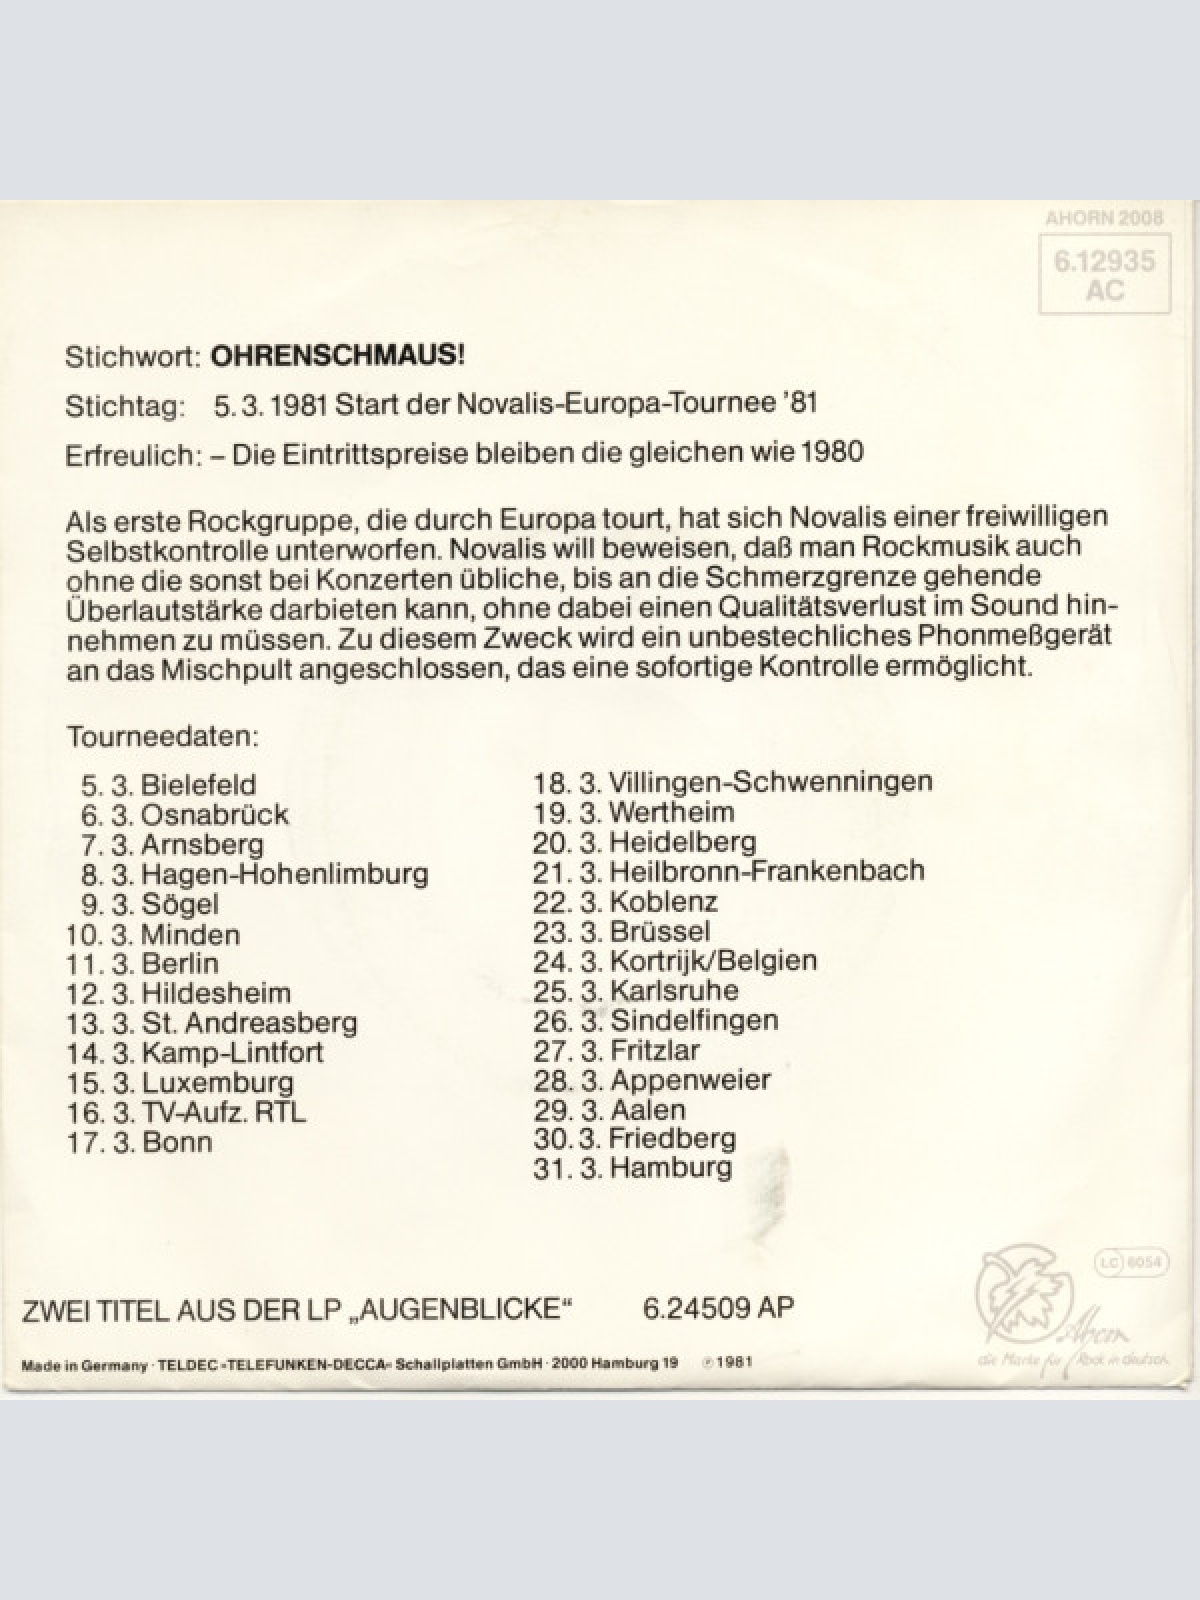 AHORN 2008
6.12935
AC
Stichwort: OHRENSCHMAUS!
Stichtag: 5. 3. 1981 Start der Novalis-Europa-Tournee '81
Erfreulich: – Die Eintrittspreise bleiben die gleichen wie 1980
Als erste Rockgruppe, die durch Europa tourt, hat sich Novalis einer freiwilligen
Selbstkontrolle unterworfen. Novalis will beweisen, daß man Rockmusik auch
ohne die sonst bei Konzerten übliche, bis an die Schmerzgrenze gehende
Überlautstärke darbieten kann, ohne dabei einen Qualitätsverlust im Sound hin-
nehmen zu müssen. Zu diesem Zweck wird ein unbestechliches Phonmeßgerät
an das Mischpult angeschlossen, das eine sofortige Kontrolle ermöglicht.
Tourneedaten:
5. 3. Bielefeld
6. 3. Osnabrück
7. 3. Arnsberg
8. 3. Hagen-Hohenlimburg
9. 3. Sögel
10. 3. Minden
11. 3. Berlin
12. 3. Hildesheim
13. 3. St. Andreasberg
14. 3. Kamp-Lintfort
15. 3. Luxemburg
16. 3. TV-Aufz. RTL
17. 3. Bonn
18. 3. Villingen-Schwenningen
19. 3. Wertheim
20. 3. Heidelberg
21. 3. Heilbronn-Frankenbach
22. 3. Koblenz
23. 3. Brüssel
24. 3. Kortrijk/Belgien
25. 3. Karlsruhe
26. 3. Sindelfingen
27. 3. Fritzlar
28. 3. Appenweier
29. 3. Aalen
30. 3. Friedberg
31. 3. Hamburg
LC 6054
ZWEI TITEL AUS DER LP „AUGENBLICKE“ 6.24509 AP
Ahorn
die Marke für Rock in deutsch
Made in Germany · TELDEC »TELEFUNKEN-DECCA« Schallplatten GmbH · 2000 Hamburg 19 ℗ 1981